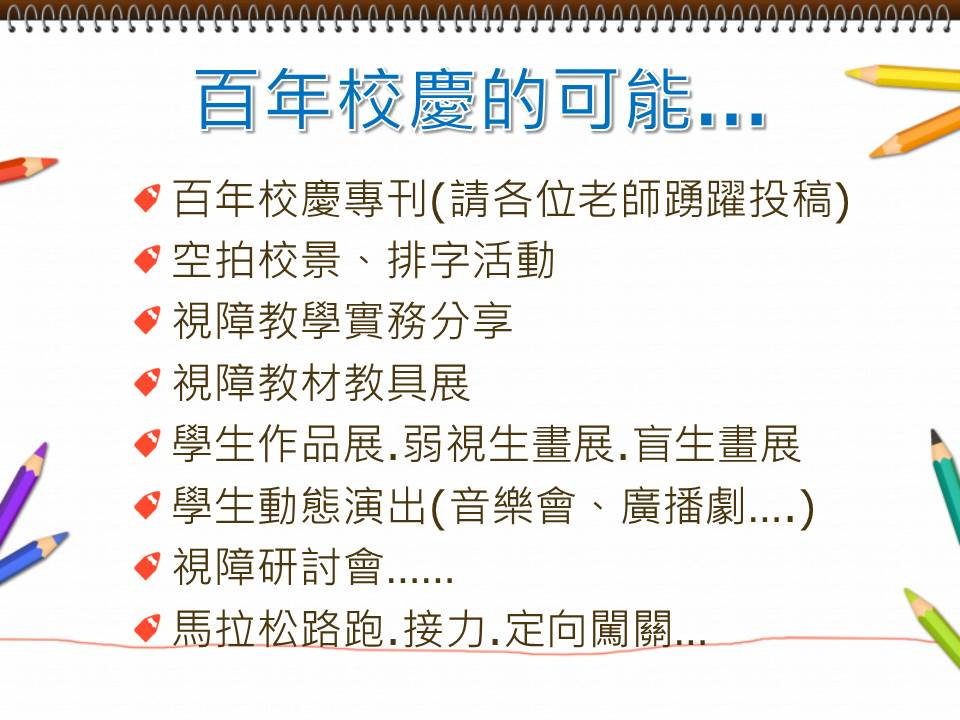 百年校慶的可能...
百年校慶專刊(請各位老師踴躍投稿)
空拍校景、排字活動
視障教學實務分享
視障教材教具展
學生作品展.弱視生畫展.盲生畫展
學生動態演出(音樂會、廣播劇….)
視障研討會……
馬拉松路跑.接力.定向闖關…